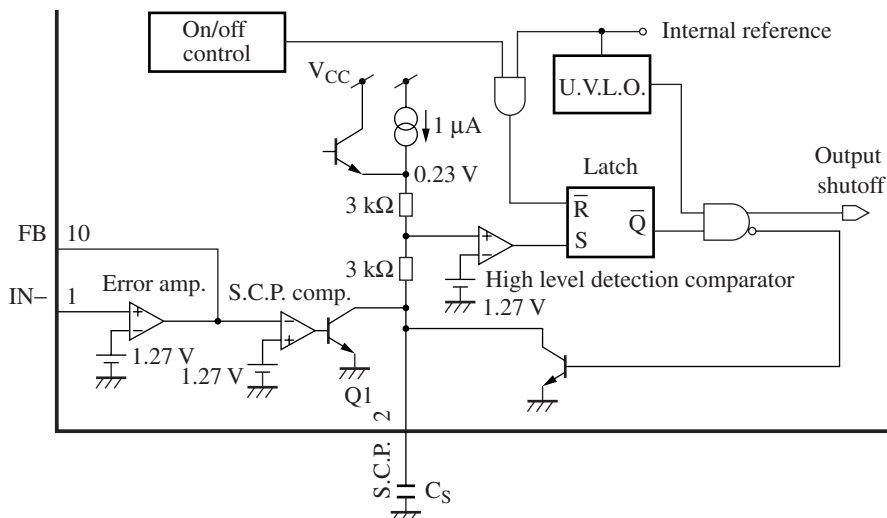 On/off
control
Internal reference
V_CC
U.V.L.O.
1 μA
Output
shutoff
0.23 V
Latch
3 kΩ
R̅
Q̅
S
FB
10
3 kΩ
High level detection comparator
Error amp.
S.C.P. comp.
IN−
1
1.27 V
1.27 V
1.27 V
Q1
2
S.C.P.
C_S
+
−
+
−
−
+